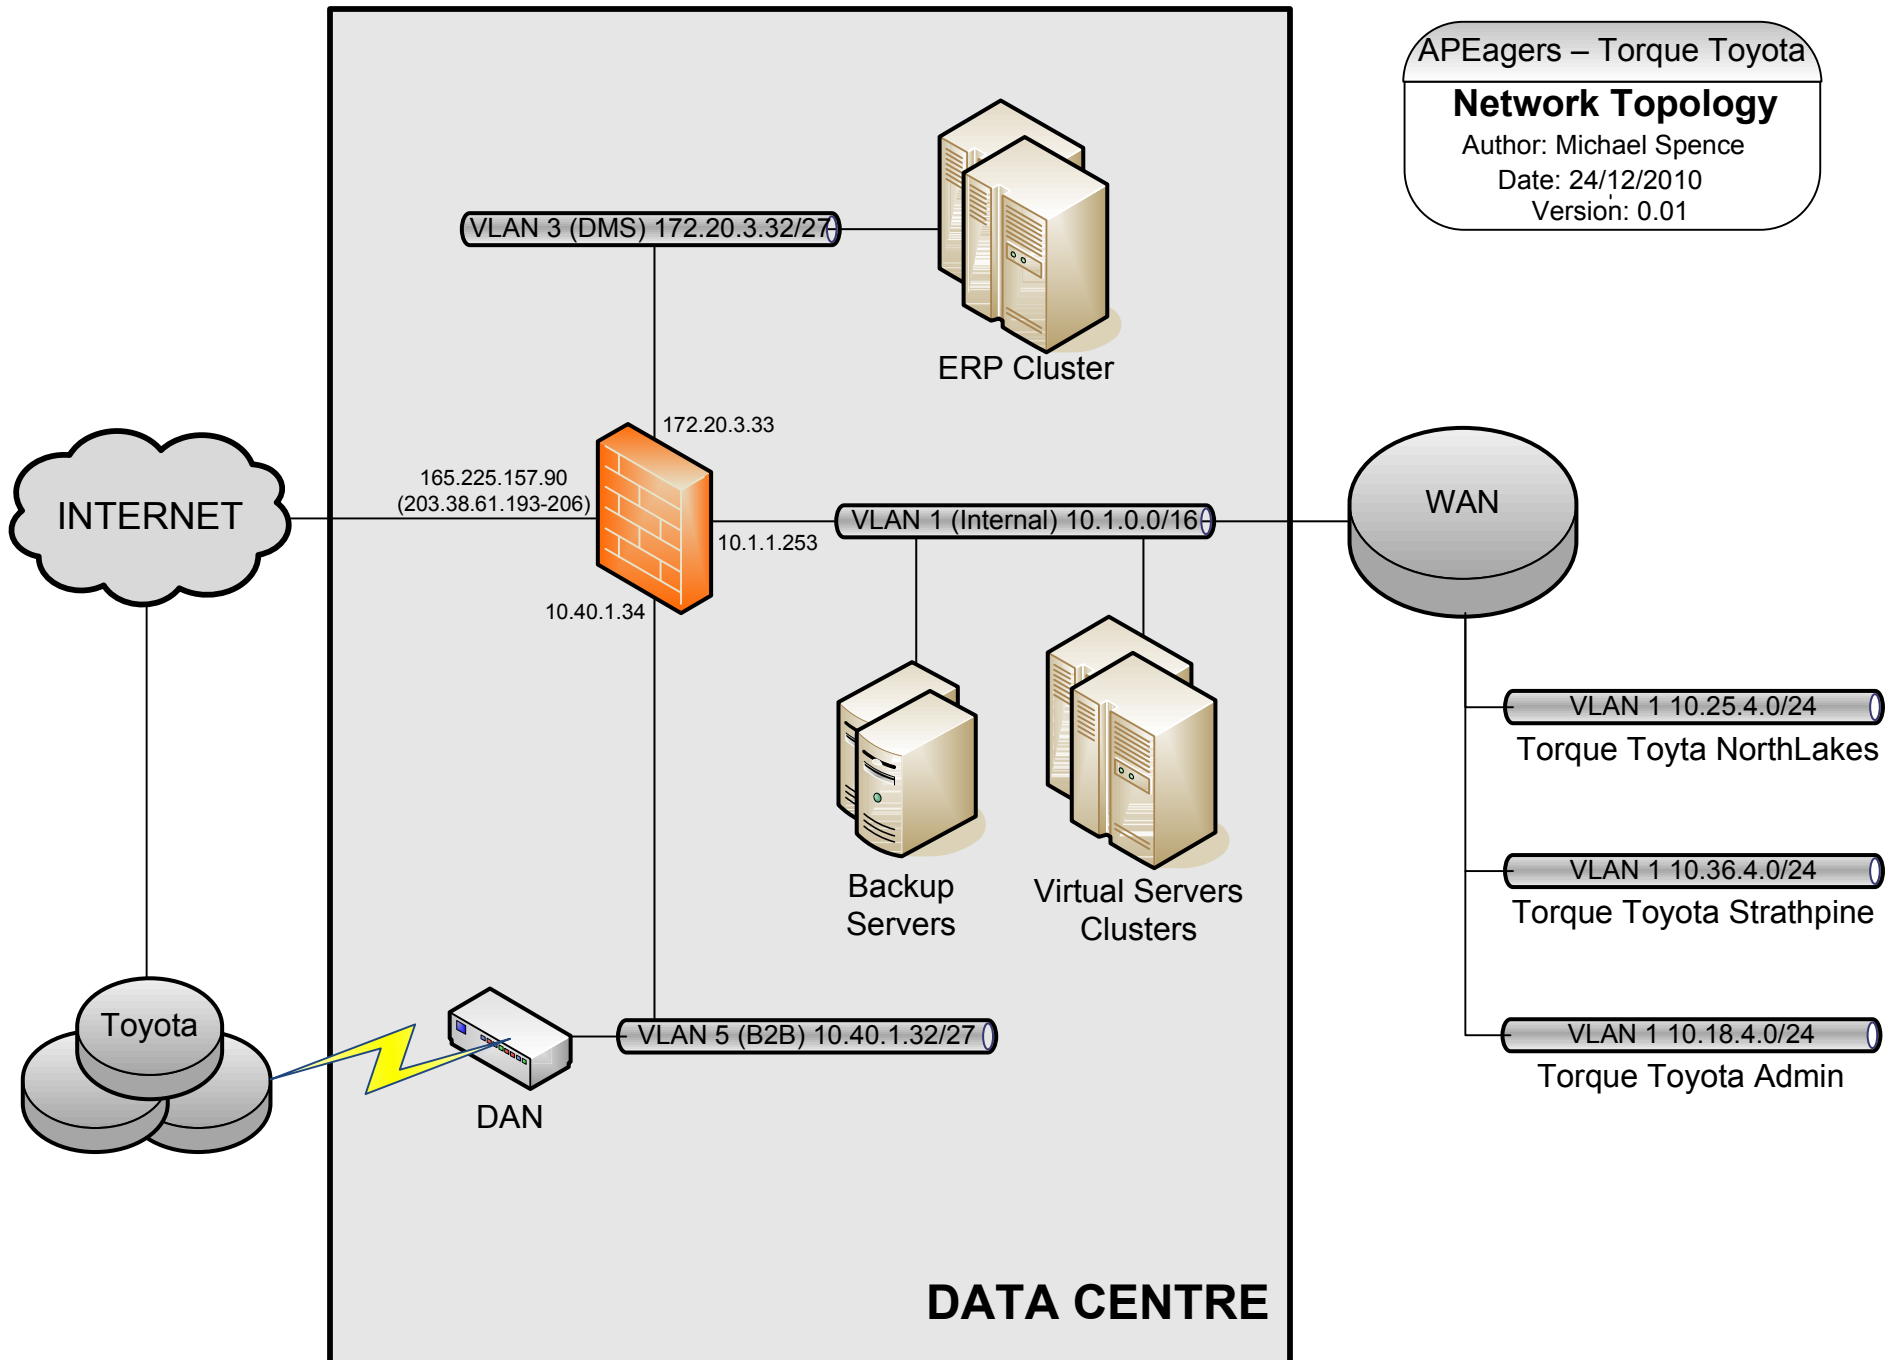 APEagers – Torque Toyota
Network Topology
Author: Michael Spence
Date: 24/12/2010
Version: 0.01
VLAN 3 (DMS) 172.20.3.32/27
ERP Cluster
172.20.3.33
165.225.157.90
(203.38.61.193-206)
INTERNET
VLAN 1 (Internal) 10.1.0.0/16
10.1.1.253
WAN
10.40.1.34
VLAN 1 10.25.4.0/24
Torque Toyta NorthLakes
Backup
Servers
Virtual Servers
Clusters
VLAN 1 10.36.4.0/24
Torque Toyota Strathpine
Toyota
DAN
VLAN 5 (B2B) 10.40.1.32/27
VLAN 1 10.18.4.0/24
Torque Toyota Admin
DATA CENTRE